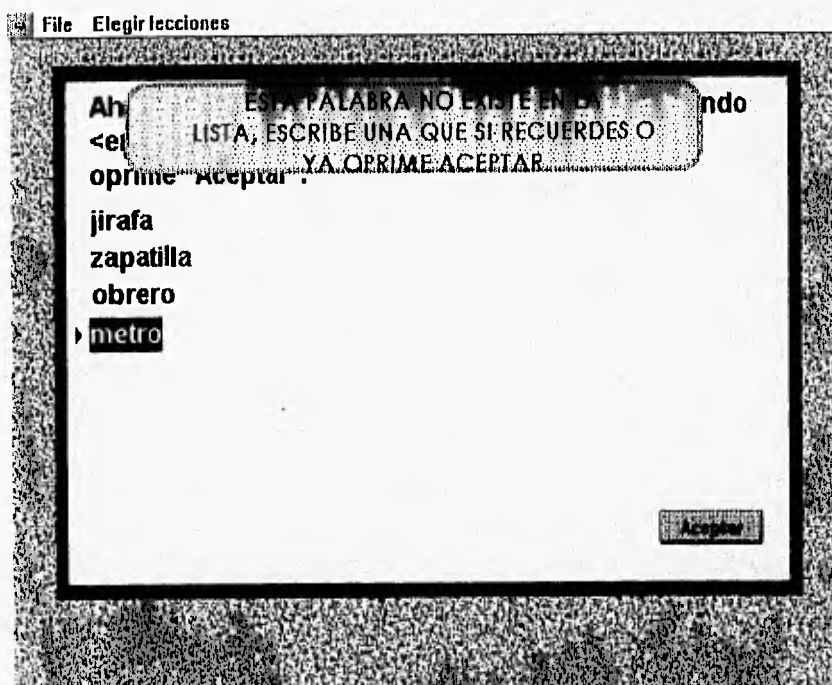 File Elegir lecciones
ESTA PALABRA NO EXISTE EN LA
LISTA, ESCRIBE UNA QUE SI RECUERDES O
YA OPRIME ACEPTAR
ndo
oprime "Aceptar".
jirafa
zapatilla
obrero
metro
Aceptar